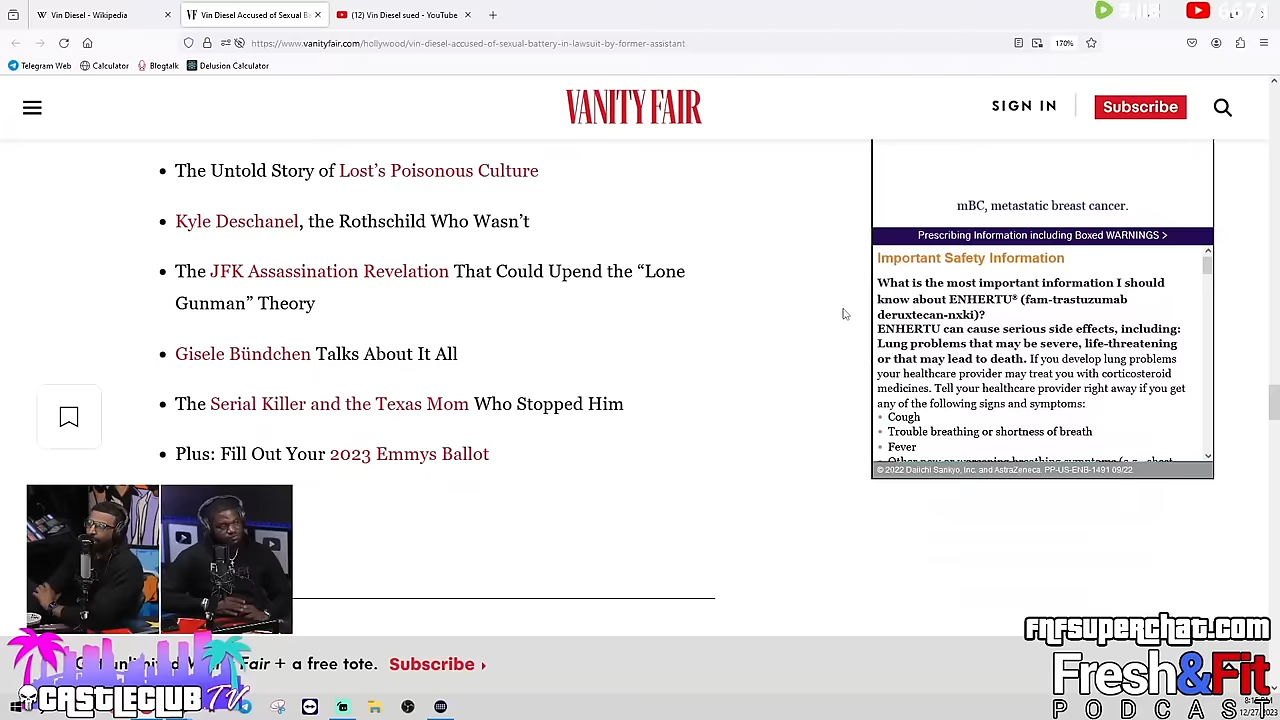 Vin Diesel - Wikipedia
Vin Diesel Accused of Sexual Ba
(12) Vin Diesel sued - YouTube
https://www.vanityfair.com/hollywood/vin-diesel-accused-of-sexual-battery-in-lawsuit-by-former-assistant
170%
Telegram Web
Calculator
Blogtalk
Delusion Calculator
VANITY FAIR
SIGN IN
Subscribe
The Untold Story of Lost’s Poisonous Culture
Kyle Deschanel, the Rothschild Who Wasn’t
The JFK Assassination Revelation That Could Upend the “Lone
Gunman” Theory
Gisele Bündchen Talks About It All
The Serial Killer and the Texas Mom Who Stopped Him
Plus: Fill Out Your 2023 Emmys Ballot
mBC, metastatic breast cancer.
Prescribing Information including Boxed WARNINGS >
Important Safety Information
What is the most important information I should
know about ENHERTU® (fam-trastuzumab
deruxtecan-nxki)?
ENHERTU can cause serious side effects, including:
Lung problems that may be severe, life-threatening
or that may lead to death. If you develop lung problems
your healthcare provider may treat you with corticosteroid
medicines. Tell your healthcare provider right away if you get
any of the following signs and symptoms:
Cough
Trouble breathing or shortness of breath
Fever
© 2022 Daiichi Sankyo, Inc. and AstraZeneca. PP-US-ENB-1491 09/22
Fair + a free tote. Subscribe
CASTLECLUB TV
FNFSUPERCHAT.COM
Fresh&Fit
PODCAST
12/27/2023